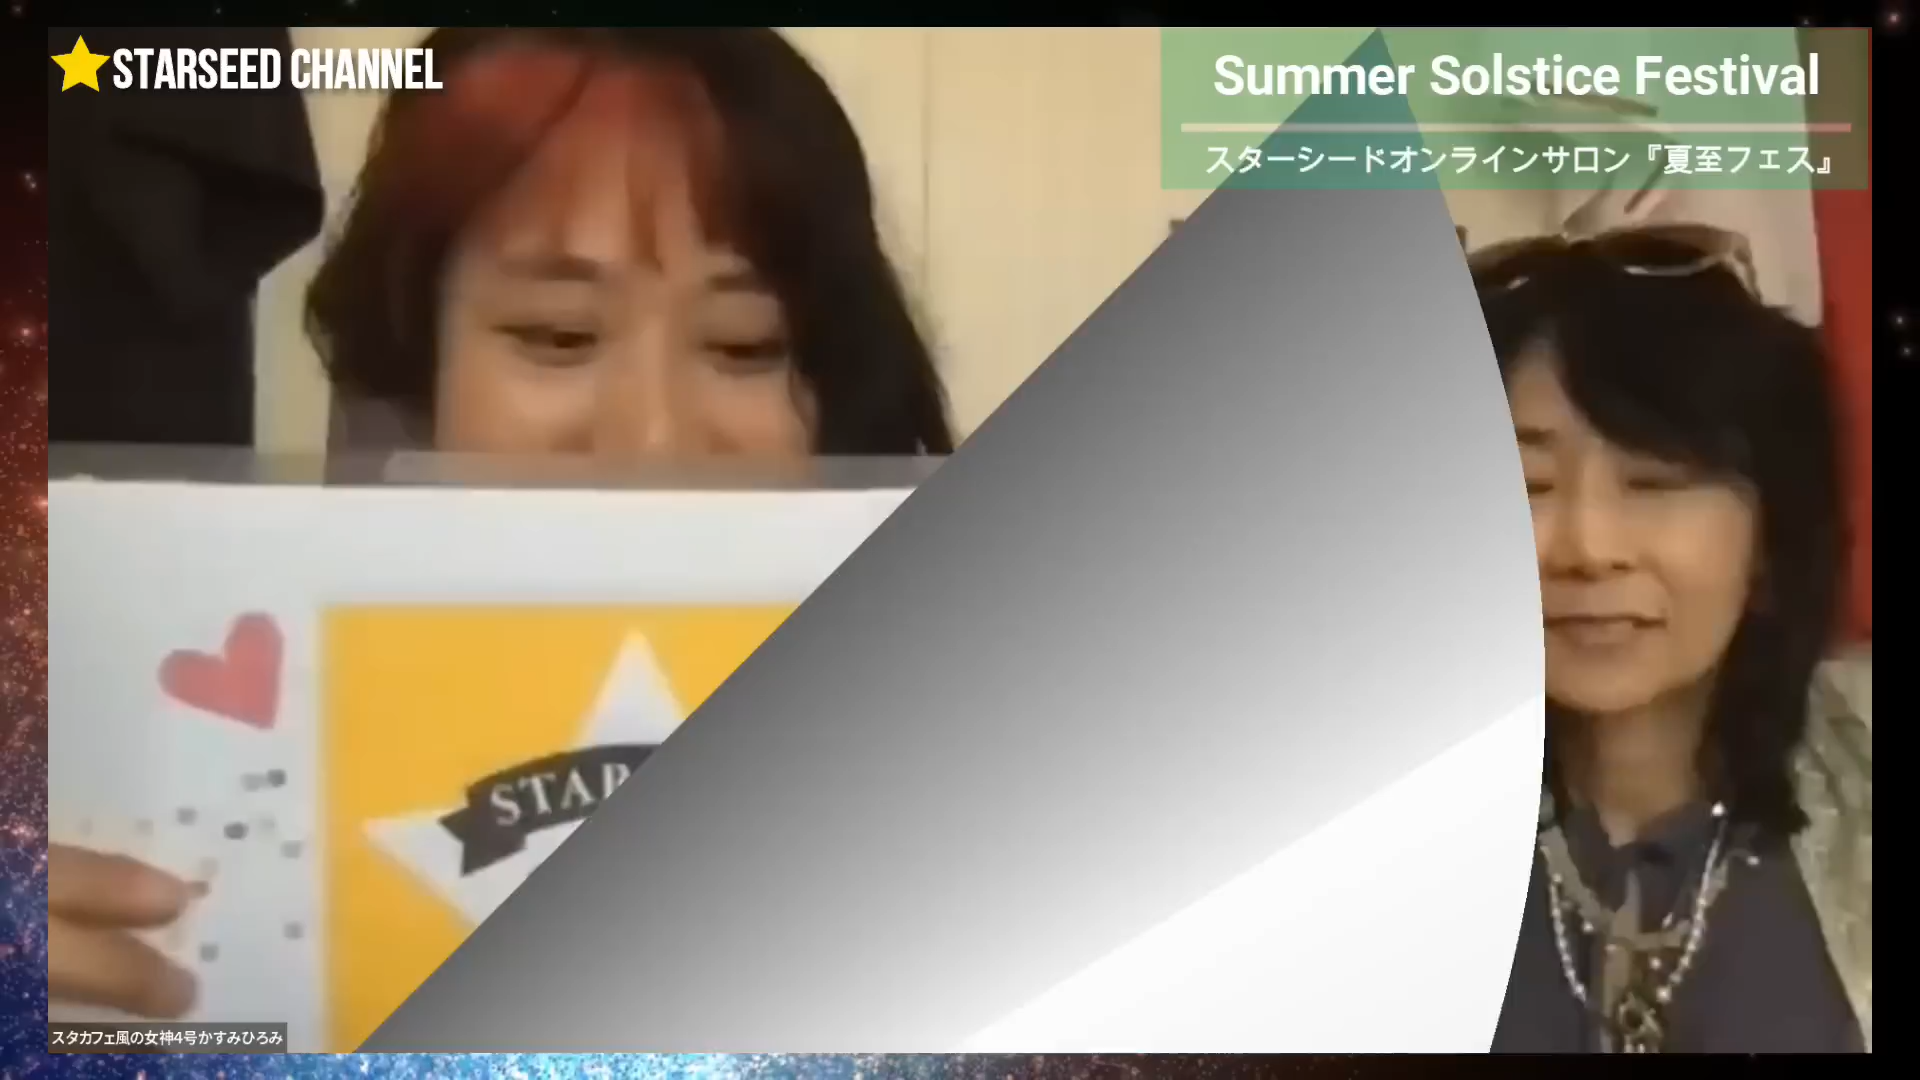 STARSEED CHANNEL
Summer Solstice Festival
スターシードオンラインサロン『夏至フェス』
STAR
スタカフェ風の女神4号かすみひろみ